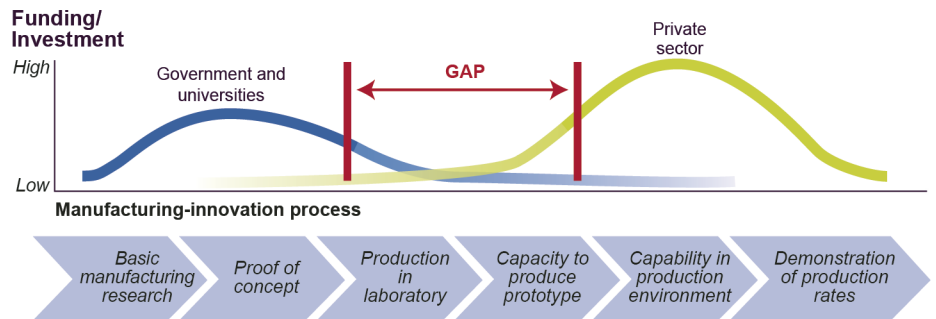 Funding/
Investment
High
Low
Government and
universities
GAP
Private
sector
Manufacturing-innovation process
Basic
manufacturing
research
Proof of
concept
Production
in
laboratory
Capacity to
produce
prototype
Capability in
production
environment
Demonstration
of production
rates